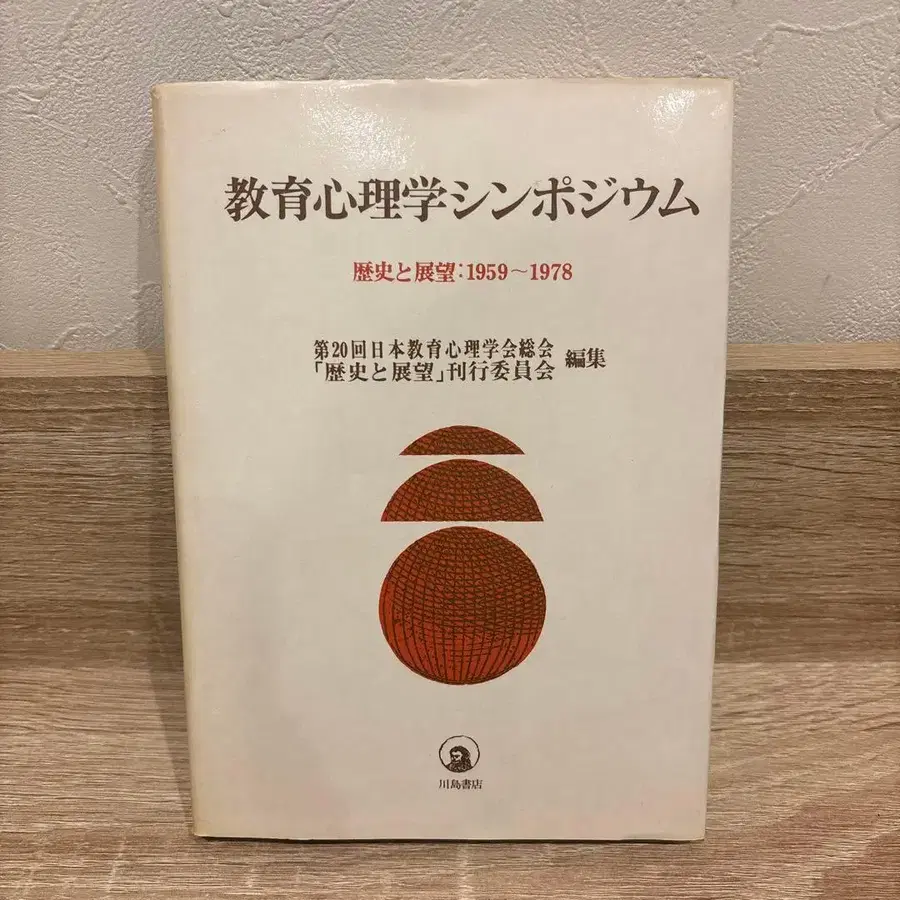 教育心理学シンポジウム
歴史と展望:1959~1978
第20回日本教育心理学会総会
「歴史と展望」刊行委員会 編集
川島書店